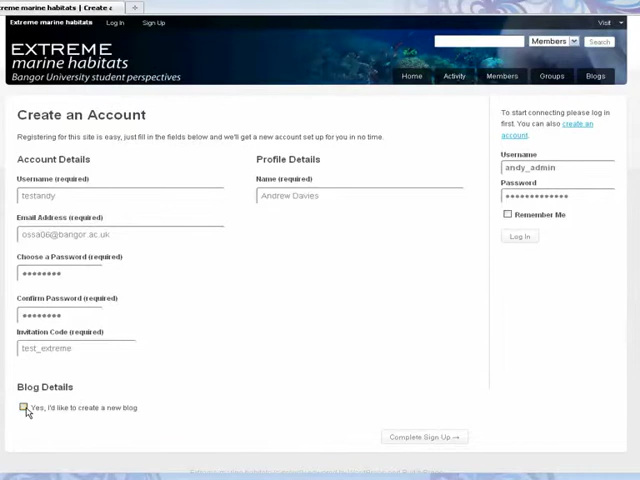 xtreme marine habitats | Create a
Extreme marine habitats Log In Sign Up Visit
EXTREME
marine habitats
Bangor University student perspectives
Members Search
Home Activity Members Groups Blogs
Create an Account
Registering for this site is easy, just fill in the fields below and we'll get a new account set up for you in no time.
Account Details
Username (required)
testandy
Email Address (required)
ossa06@bangor.ac.uk
Choose a Password (required)
••••••••
Confirm Password (required)
••••••••
Invitation Code (required)
test_extreme
Profile Details
Name (required)
Andrew Davies
Blog Details
Yes, I'd like to create a new blog
Complete Sign Up →
To start connecting please log in
first. You can also create an
account.
Username
andy_admin
Password
•••••••••••••
Remember Me
Log In